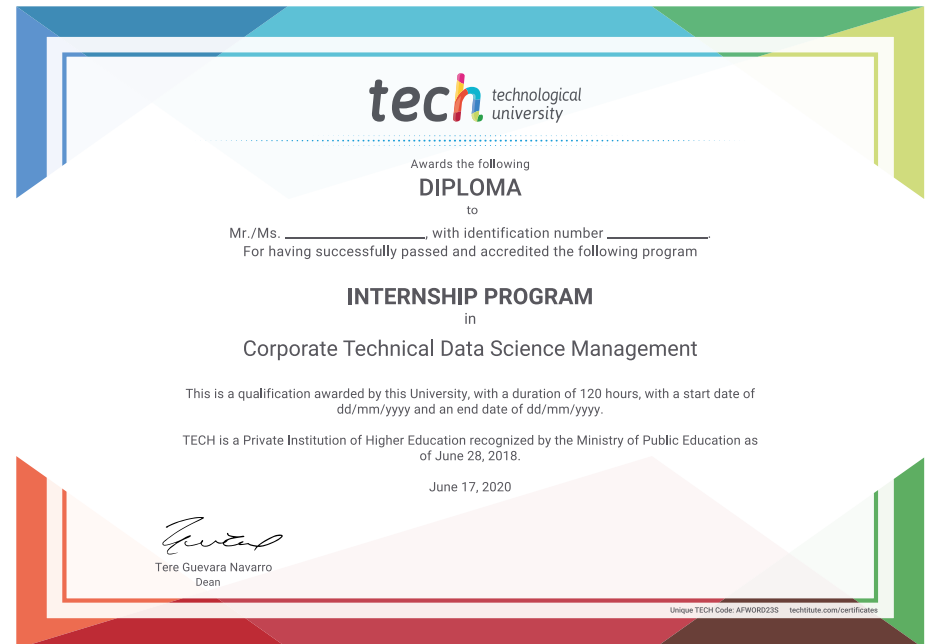 tech technological
university
Awards the following
DIPLOMA
to
Mr./Ms. ____________________, with identification number ______________.
For having successfully passed and accredited the following program
INTERNSHIP PROGRAM
in
Corporate Technical Data Science Management
This is a qualification awarded by this University, with a duration of 120 hours, with a start date of
dd/mm/yyyy and an end date of dd/mm/yyyy.
TECH is a Private Institution of Higher Education recognized by the Ministry of Public Education as
of June 28, 2018.
June 17, 2020
Tere Guevara Navarro
Dean
Unique TECH Code: AFWORD23S techtitute.com/certificates